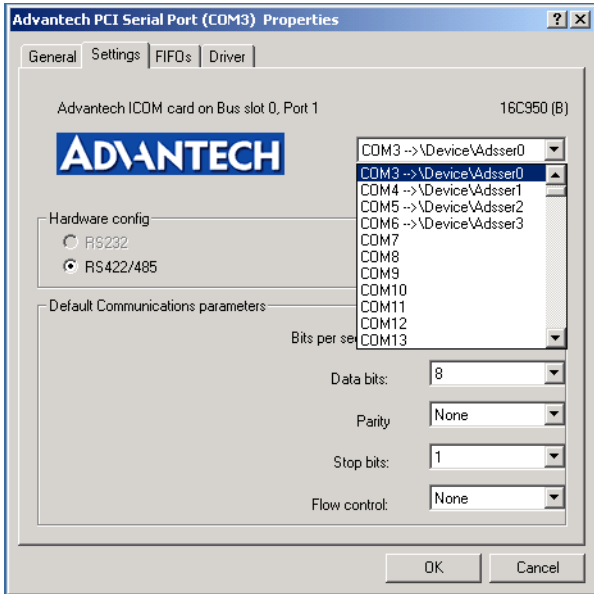 Advantech PCI Serial Port (COM3) Properties
General Settings FIFOs Driver
Advantech ICOM card on Bus slot 0, Port 1 16C950 (B)
ADVANTECH
COM3 -->\Device\Adsser0
COM3 -->\Device\Adsser0
COM4 -->\Device\Adsser1
COM5 -->\Device\Adsser2
COM6 -->\Device\Adsser3
COM7
COM8
COM9
COM10
COM11
COM12
COM13
Hardware config
RS232
RS422/485
Default Communications parameters
Bits per se
Data bits: 8
Parity None
Stop bits: 1
Flow control: None
OK Cancel